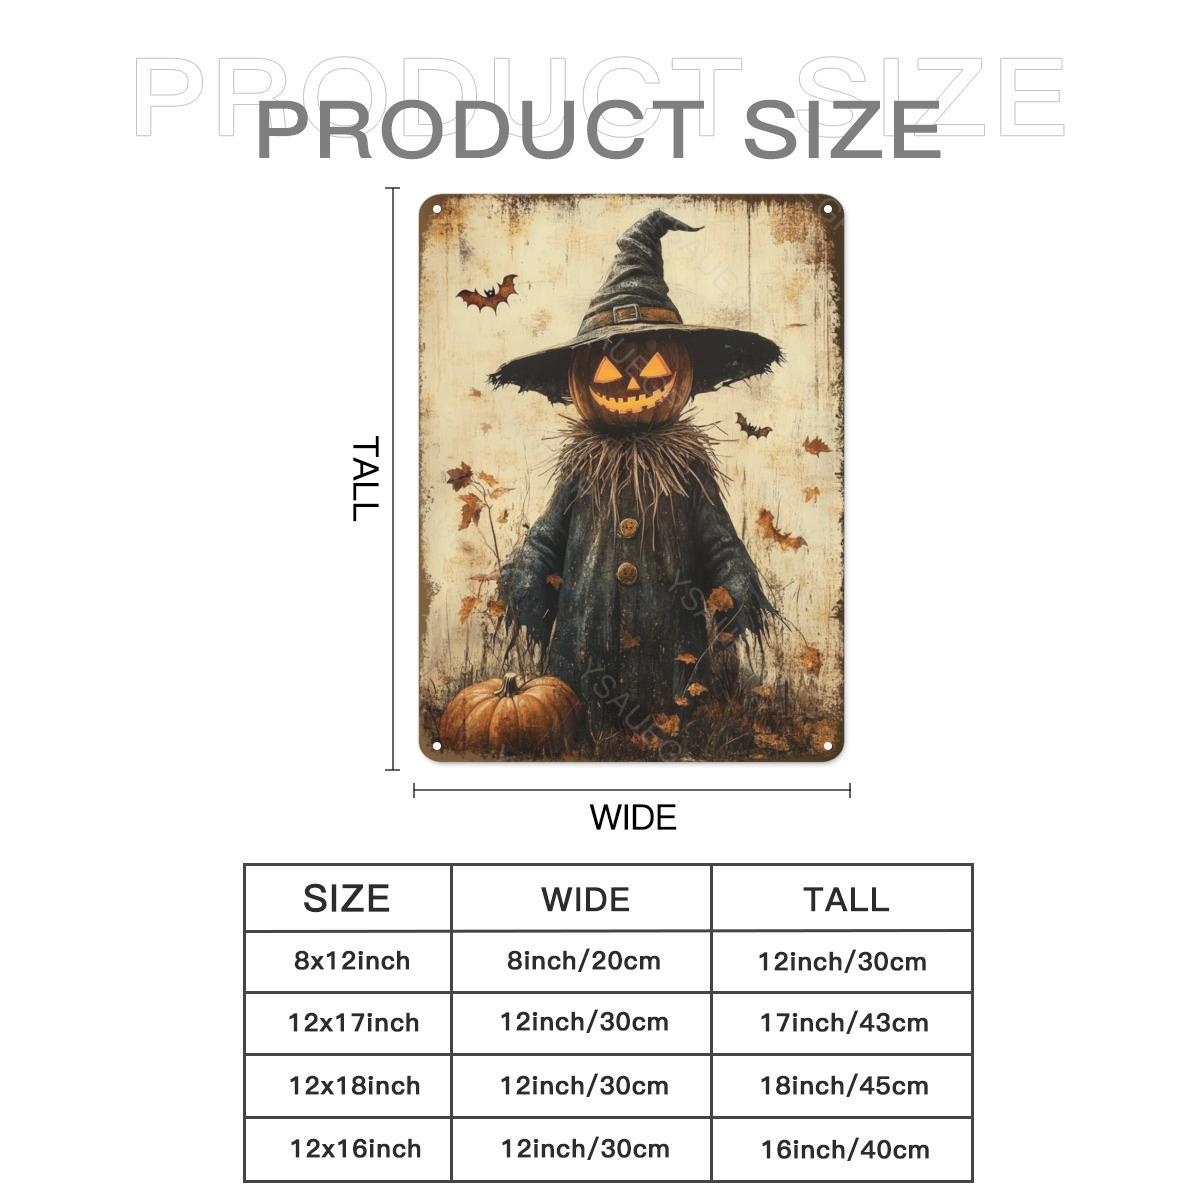 PRODUCT SIZE
PRODUCT SIZE
TALL
WIDE
SIZE WIDE TALL
8x12inch 8inch/20cm 12inch/30cm
12x17inch 12inch/30cm 17inch/43cm
12x18inch 12inch/30cm 18inch/45cm
12x16inch 12inch/30cm 16inch/40cm